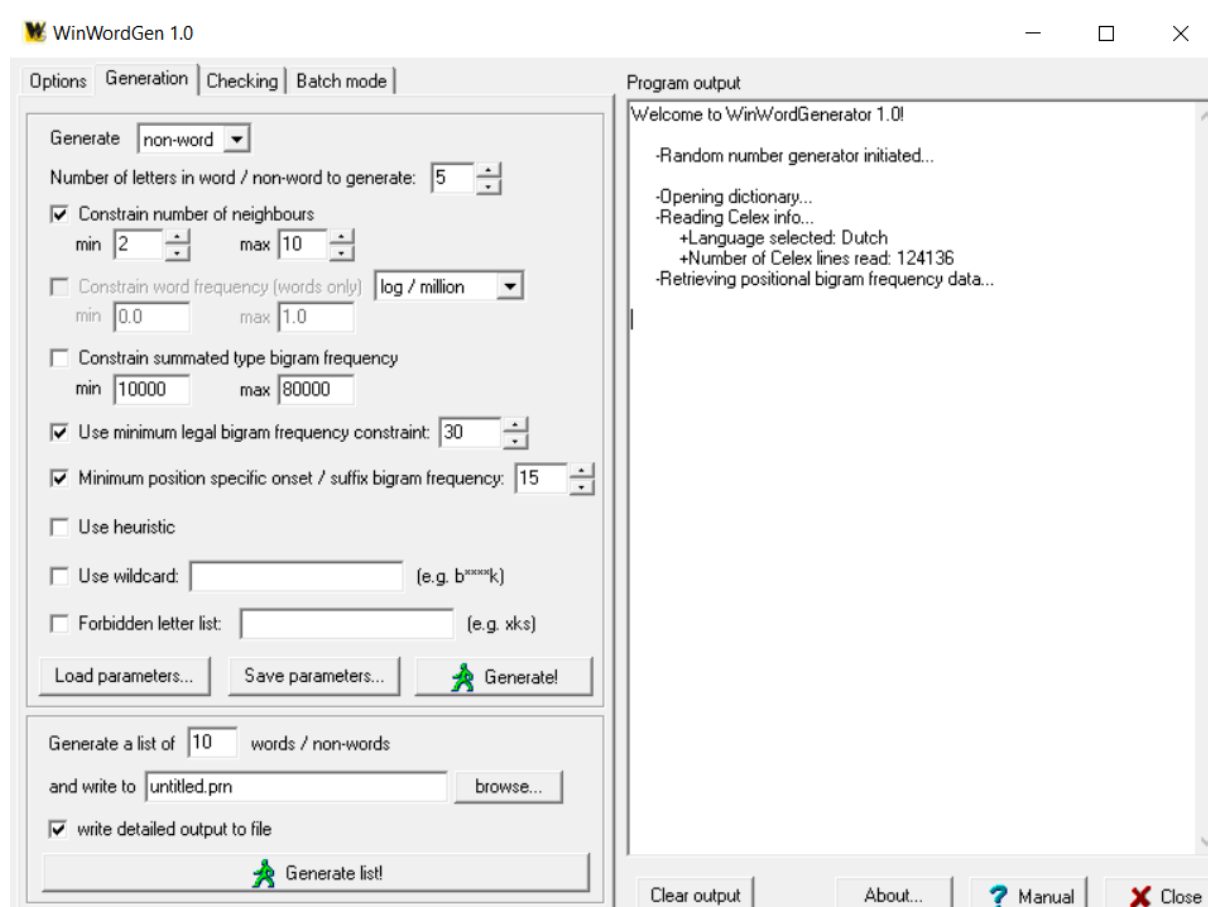 WinWordGen 1.0
Options Generation Checking Batch mode
Generate non-word
Number of letters in word / non-word to generate: 5
Constrain number of neighbours
min 2 max 10
Constrain word frequency (words only) log / million
min 0.0 max 1.0
Constrain summated type bigram frequency
min 10000 max 80000
Use minimum legal bigram frequency constraint: 30
Minimum position specific onset / suffix bigram frequency: 15
Use heuristic
Use wildcard: (e.g. b****k)
Forbidden letter list: (e.g. xks)
Load parameters... Save parameters... Generate!
Generate a list of 10 words / non-words
and write to untitled.prn browse...
write detailed output to file
Generate list!
Program output
Welcome to WinWordGenerator 1.0!
-Random number generator initiated...
-Opening dictionary...
-Reading Celex info...
+Language selected: Dutch
+Number of Celex lines read: 124136
-Retrieving positional bigram frequency data...
Clear output About... Manual Close